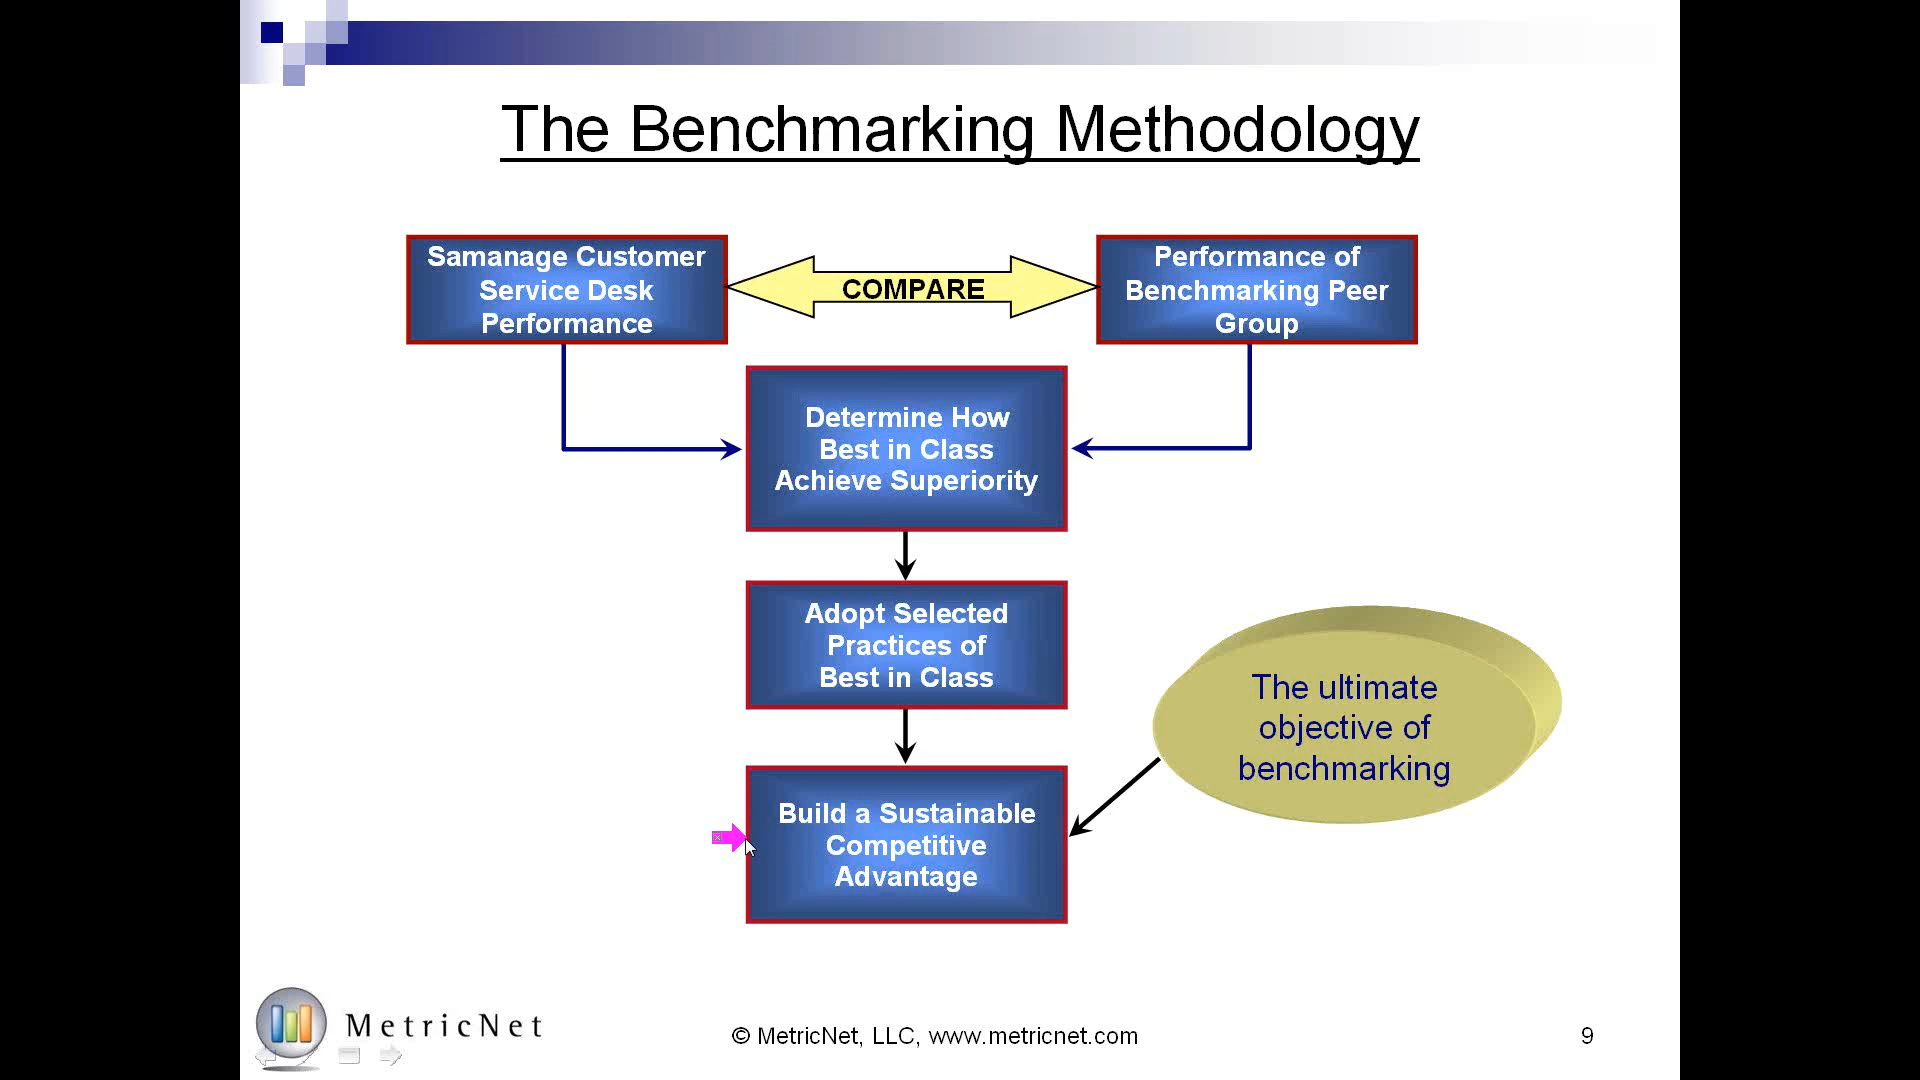 The Benchmarking Methodology
Samanage Customer
Service Desk
Performance
COMPARE
Performance of
Benchmarking Peer
Group
Determine How
Best in Class
Achieve Superiority
Adopt Selected
Practices of
Best in Class
The ultimate
objective of
benchmarking
Build a Sustainable
Competitive
Advantage
MetricNet
© MetricNet, LLC, www.metricnet.com
9